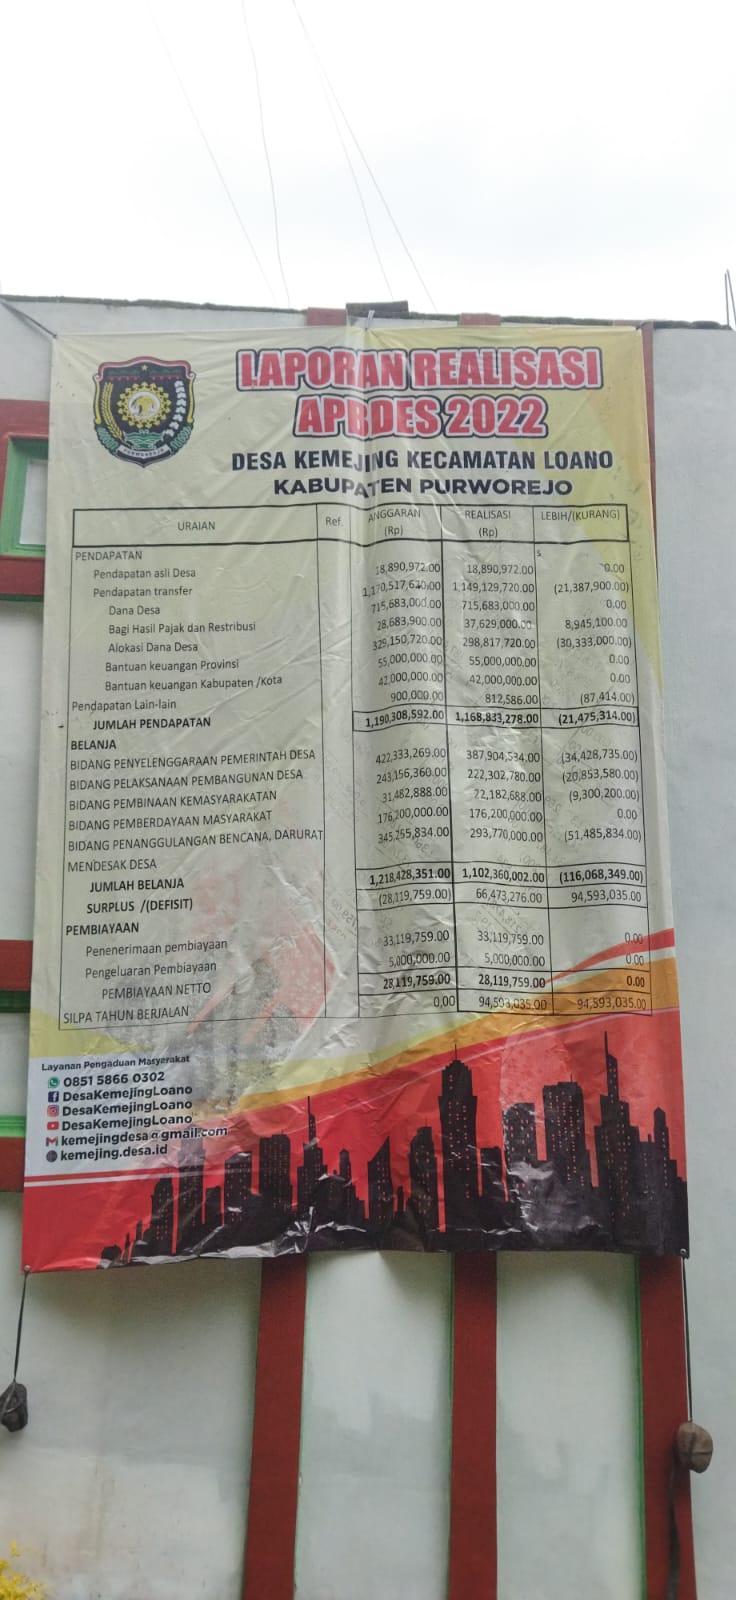 PURWOREJO
LAPORAN REALISASI
APBDES 2022
DESA KEMEJING KECAMATAN LOANO
KABUPATEN PURWOREJO
URAIAN Ref. ANGGARAN (Rp) REALISASI (Rp) LEBIH/(KURANG)
PENDAPATAN
Pendapatan asli Desa 18,890,972.00 18,890,972.00 0.00
Pendapatan transfer 1,170,517,620.00 1,149,129,720.00 (21,387,900.00)
Dana Desa 715,683,000.00 715,683,000.00 0.00
Bagi Hasil Pajak dan Restribusi 28,683,900.00 37,629,000.00 8,945,100.00
Alokasi Dana Desa 329,150,720.00 298,817,720.00 (30,333,000.00)
Bantuan keuangan Provinsi 55,000,000.00 55,000,000.00 0.00
Bantuan keuangan Kabupaten /Kota 42,000,000.00 42,000,000.00 0.00
Pendapatan Lain-lain 900,000.00 812,586.00 (87,414.00)
JUMLAH PENDAPATAN 1,190,308,592.00 1,168,833,278.00 (21,475,314.00)
BELANJA
BIDANG PENYELENGGARAAN PEMERINTAH DESA 422,333,269.00 387,904,534.00 (34,428,735.00)
BIDANG PELAKSANAAN PEMBANGUNAN DESA 243,156,360.00 222,302,780.00 (20,853,580.00)
BIDANG PEMBINAAN KEMASYARAKATAN 31,482,888.00 22,182,688.00 (9,300,200.00)
BIDANG PEMBERDAYAAN MASYARAKAT 176,200,000.00 176,200,000.00 0.00
BIDANG PENANGGULANGAN BENCANA, DARURAT 345,255,834.00 293,770,000.00 (51,485,834.00)
MENDESAK DESA
JUMLAH BELANJA 1,218,428,351.00 1,102,360,002.00 (116,068,349.00)
SURPLUS /(DEFISIT) (28,119,759.00) 66,473,276.00 94,593,035.00
PEMBIAYAAN
Penenerimaan pembiayaan 33,119,759.00 33,119,759.00 0.00
Pengeluaran Pembiayaan 5,000,000.00 5,000,000.00 0.00
PEMBIAYAAN NETTO 28,119,759.00 28,119,759.00 0.00
SILPA TAHUN BERJALAN 0.00 94,593,035.00 94,593,035.00
Layanan Pengaduan Masyarakat
0851 5866 0302
DesaKemejingLoano
DesaKemejingLoano
DesaKemejingLoano
kemejingdesa@gmail.com
kemejing.desa.id